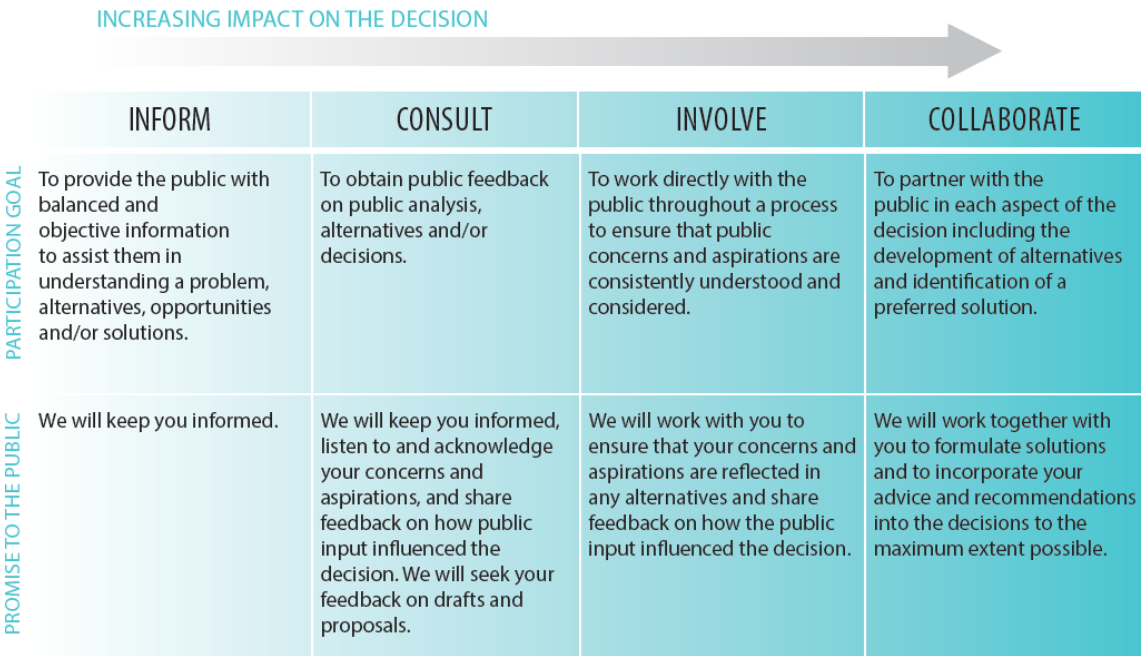 INCREASING IMPACT ON THE DECISION
INFORM
CONSULT
INVOLVE
COLLABORATE
PARTICIPATION GOAL
To provide the public with
balanced and
objective information
to assist them in
understanding a problem,
alternatives, opportunities
and/or solutions.
To obtain public feedback
on public analysis,
alternatives and/or
decisions.
To work directly with the
public throughout a process
to ensure that public
concerns and aspirations are
consistently understood and
considered.
To partner with the
public in each aspect of the
decision including the
development of alternatives
and identification of a
preferred solution.
PROMISE TO THE PUBLIC
We will keep you informed.
We will keep you informed,
listen to and acknowledge
your concerns and
aspirations, and share
feedback on how public
input influenced the
decision. We will seek your
feedback on drafts and
proposals.
We will work with you to
ensure that your concerns and
aspirations are reflected in
any alternatives and share
feedback on how the public
input influenced the decision.
We will work together with
you to formulate solutions
and to incorporate your
advice and recommendations
into the decisions to the
maximum extent possible.